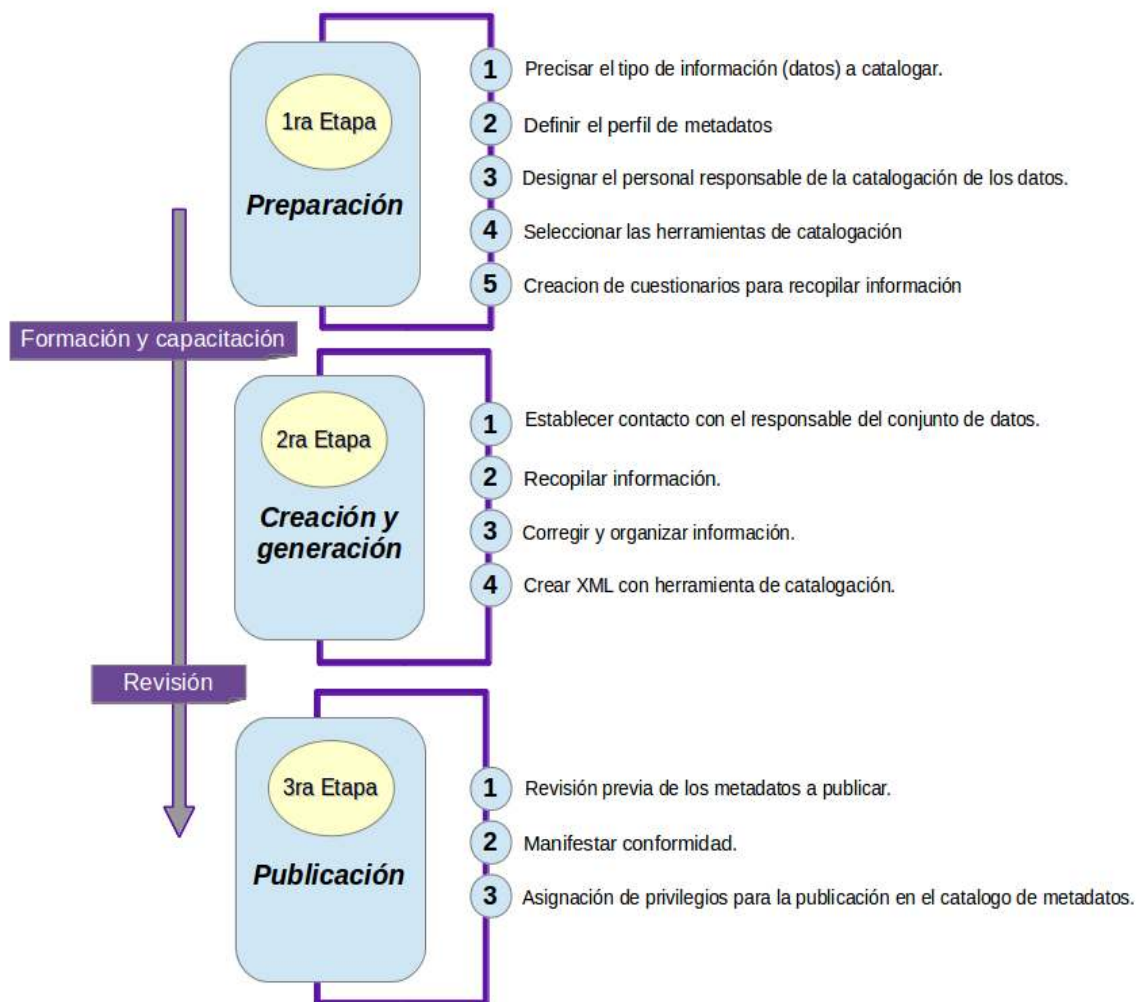 1ra Etapa
Preparación
1 Precisar el tipo de información (datos) a catalogar.
2 Definir el perfil de metadatos
3 Designar el personal responsable de la catalogación de los datos.
4 Seleccionar las herramientas de catalogación
5 Creacion de cuestionarios para recopilar información
Formación y capacitación
2ra Etapa
Creación y
generación
1 Establecer contacto con el responsable del conjunto de datos.
2 Recopilar información.
3 Corregir y organizar información.
4 Crear XML con herramienta de catalogación.
Revisión
3ra Etapa
Publicación
1 Revisión previa de los metadatos a publicar.
2 Manifestar conformidad.
3 Asignación de privilegios para la publicación en el catalogo de metadatos.